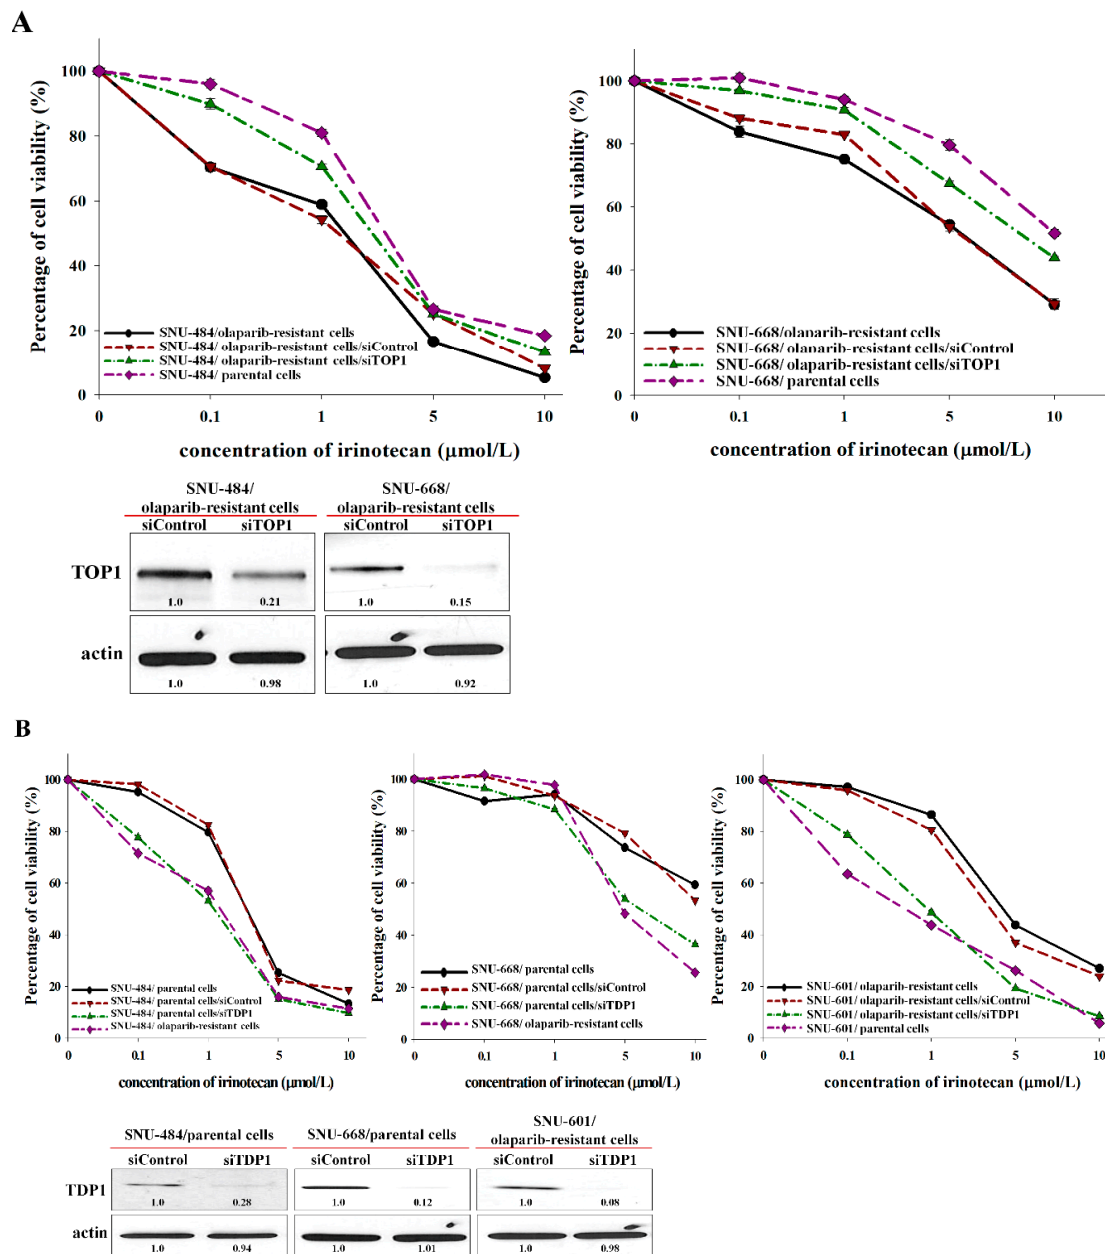 A
Percentage of cell viability (%)
100
80
60
40
20
0
SNU-484/olaparib-resistant cells
SNU-484/ olaparib-resistant cells/siControl
SNU-484/ olaparib-resistant cells/siTOP1
SNU-484/ parental cells
0 0.1 1 5 10
concentration of irinotecan (µmol/L)
Percentage of cell viability (%)
100
80
60
40
20
0
SNU-668/olaparib-resistant cells
SNU-668/ olaparib-resistant cells/siControl
SNU-668/ olaparib-resistant cells/siTOP1
SNU-668/ parental cells
0 0.1 1 5 10
concentration of irinotecan (µmol/L)
SNU-484/ SNU-668/
olaparib-resistant cells olaparib-resistant cells
siControl siTOP1 siControl siTOP1
TOP1
1.0 0.21 1.0 0.15
actin
1.0 0.98 1.0 0.92
B
Percentage of cell viability (%)
100
80
60
40
20
0
SNU-484/ parental cells
SNU-484/ parental cells/siControl
SNU-484/ parental cells/siTDP1
SNU-484/ olaparib-resistant cells
0 0.1 1 5 10
concentration of irinotecan (µmol/L)
Percentage of cell viability (%)
100
80
60
40
20
0
SNU-668/ parental cells
SNU-668/ parental cells/siControl
SNU-668/ parental cells/siTDP1
SNU-668/ olaparib-resistant cells
0 0.1 1 5 10
concentration of irinotecan (µmol/L)
Percentage of cell viability (%)
100
80
60
40
20
0
SNU-601/ olaparib-resistant cells
SNU-601/ olaparib-resistant cells/siControl
SNU-601/ olaparib-resistant cells/siTDP1
SNU-601/ parental cells
0 0.1 1 5 10
concentration of irinotecan (µmol/L)
SNU-484/parental cells SNU-668/parental cells SNU-601/
olaparib-resistant cells
siControl siTDP1 siControl siTDP1 siControl siTDP1
TDP1
1.0 0.28 1.0 0.12 1.0 0.08
actin
1.0 0.94 1.0 1.01 1.0 0.98